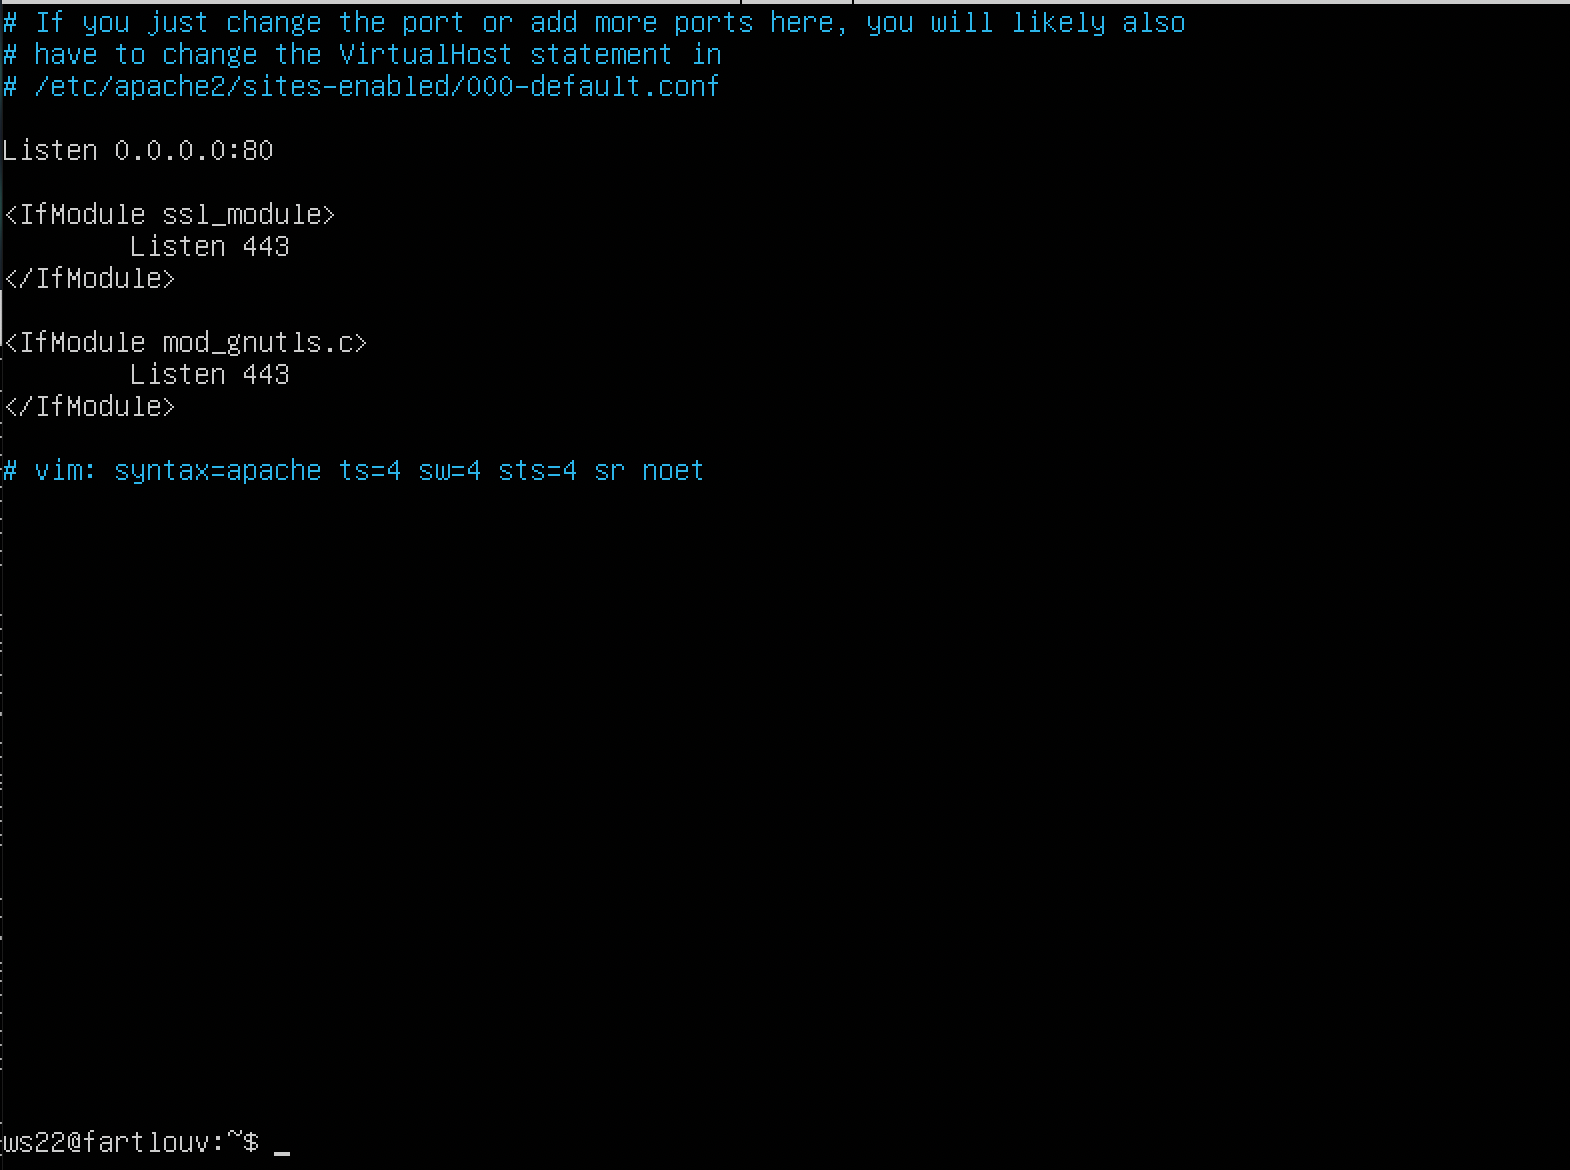 # If you just change the port or add more ports here, you will likely also
# have to change the VirtualHost statement in
# /etc/apache2/sites-enabled/000-default.conf
Listen 0.0.0.0:80
<IfModule ssl_module>
Listen 443
</IfModule>
<IfModule mod_gnutls.c>
Listen 443
</IfModule>
# vim: syntax=apache ts=4 sw=4 sts=4 sr noet
ws22@fartlouv:~$ _